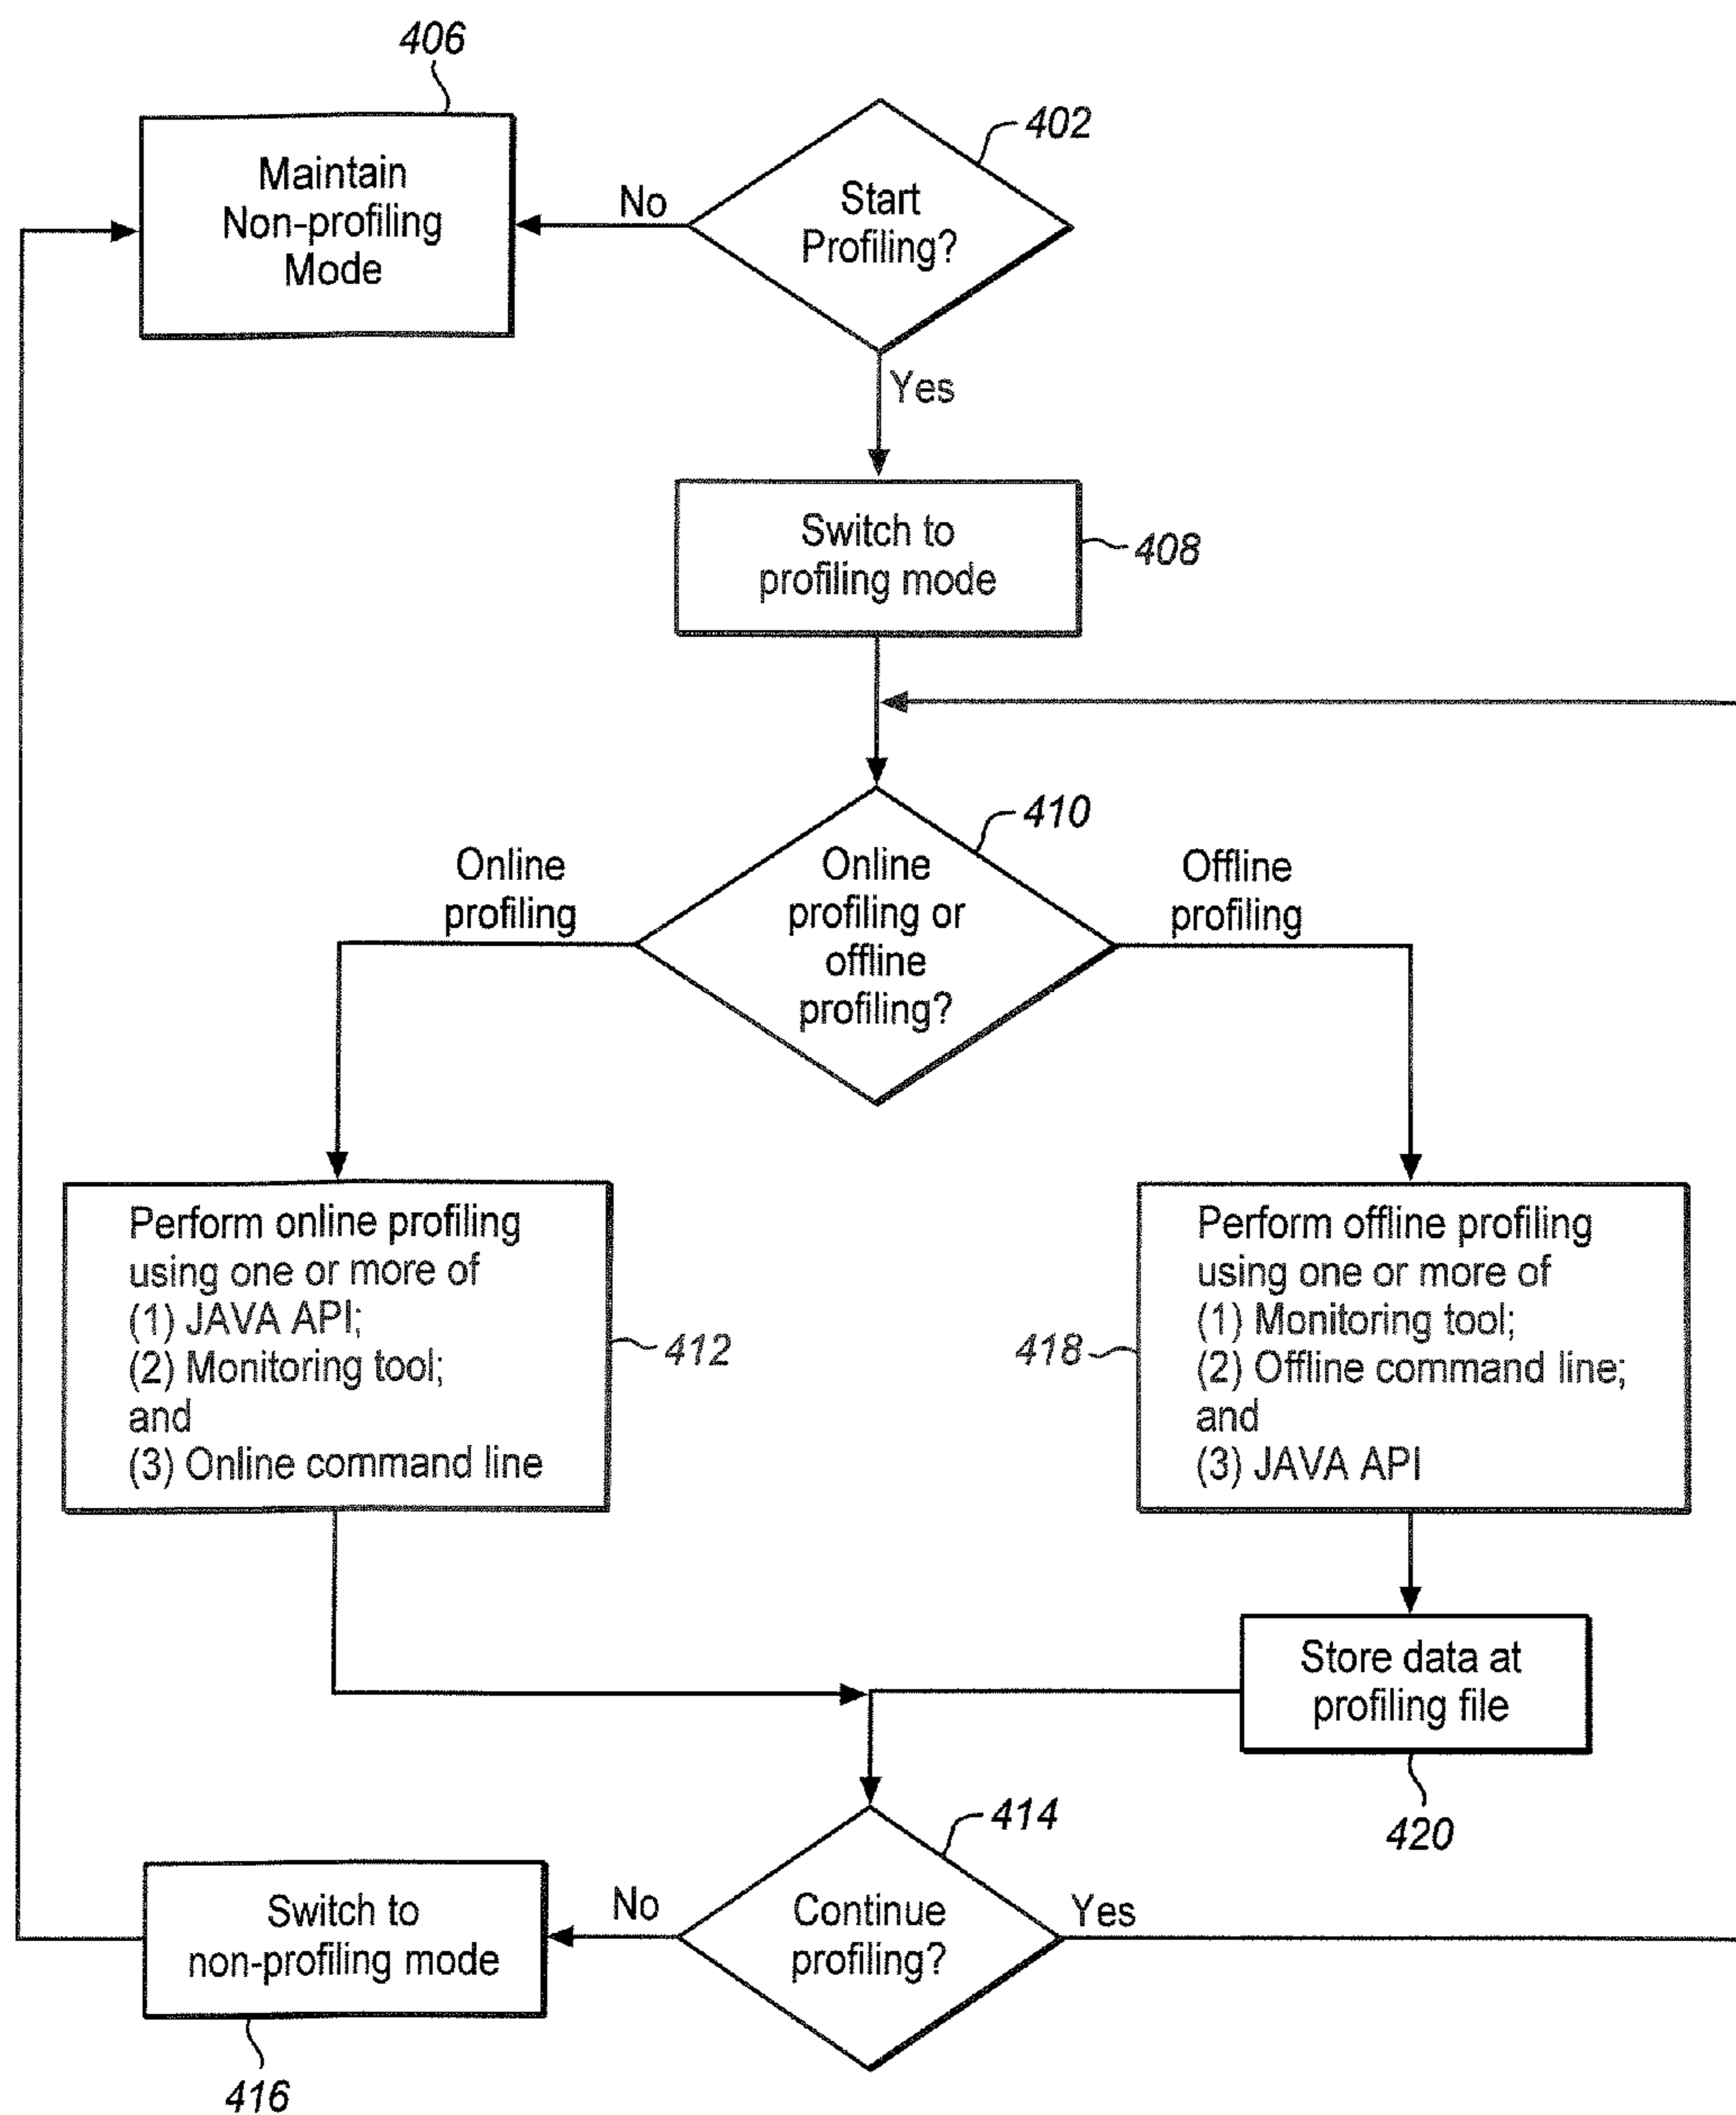 406
402
Maintain
Non-profiling
Mode
No
Start
Profiling?
Yes
Switch to
profiling mode
408
410
Online
profiling
Online
profiling or
offline
profiling?
Offline
profiling
Perform online profiling
using one or more of
(1) JAVA API;
(2) Monitoring tool;
and
(3) Online command line
412
418
Perform offline profiling
using one or more of
(1) Monitoring tool;
(2) Offline command line;
and
(3) JAVA API
Store data at
profiling file
420
414
Switch to
non-profiling mode
No
Continue
profiling?
Yes
416